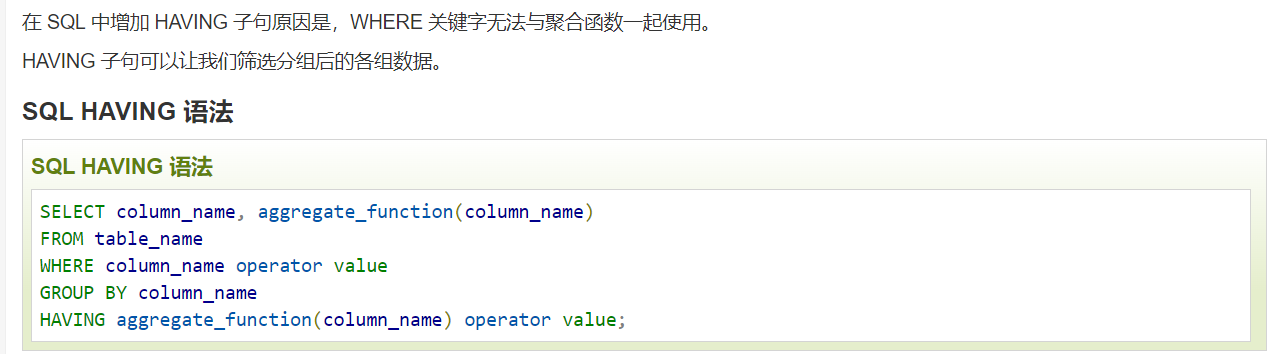 在 SQL 中增加 HAVING 子句原因是，WHERE 关键字无法与聚合函数一起使用。
HAVING 子句可以让我们筛选分组后的各组数据。
SQL HAVING 语法
SQL HAVING 语法
SELECT column_name, aggregate_function(column_name)
FROM table_name
WHERE column_name operator value
GROUP BY column_name
HAVING aggregate_function(column_name) operator value;